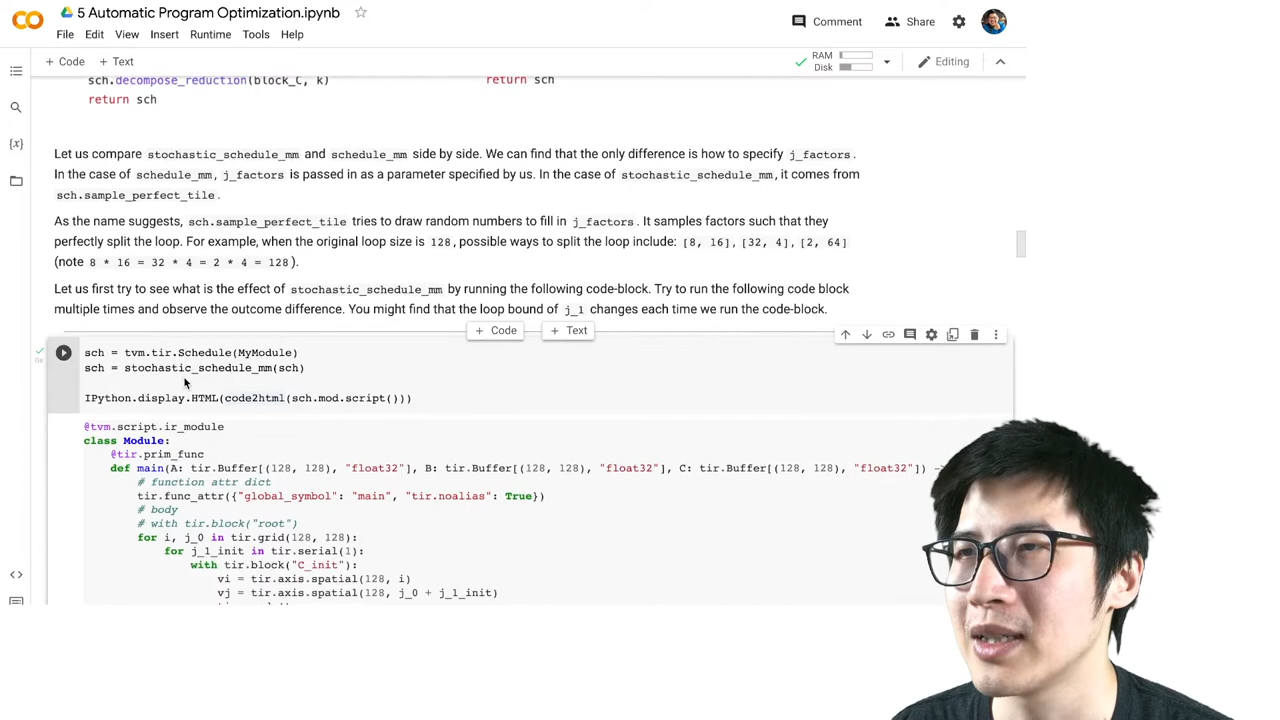 5 Automatic Program Optimization.ipynb
Comment
Share
File Edit View Insert Runtime Tools Help
+ Code + Text
RAM
Disk
Editing
sch.decompose_reduction(block_C, k)
return sch
return sch
Let us compare stochastic_schedule_mm and schedule_mm side by side. We can find that the only difference is how to specify j_factors.
In the case of schedule_mm, j_factors is passed in as a parameter specified by us. In the case of stochastic_schedule_mm, it comes from
sch.sample_perfect_tile.
As the name suggests, sch.sample_perfect_tile tries to draw random numbers to fill in j_factors. It samples factors such that they
perfectly split the loop. For example, when the original loop size is 128, possible ways to split the loop include: [8, 16], [32, 4], [2, 64]
(note 8 * 16 = 32 * 4 = 2 * 4 = 128).
Let us first try to see what is the effect of stochastic_schedule_mm by running the following code-block. Try to run the following code block
multiple times and observe the outcome difference. You might find that the loop bound of j_1 changes each time we run the code-block.
+ Code + Text
sch = tvm.tir.Schedule(MyModule)
sch = stochastic_schedule_mm(sch)
IPython.display.HTML(code2html(sch.mod.script()))
@tvm.script.ir_module
class Module:
@tir.prim_func
def main(A: tir.Buffer[(128, 128), "float32"], B: tir.Buffer[(128, 128), "float32"], C: tir.Buffer[(128, 128), "float32"]) -
# function attr dict
tir.func_attr({"global_symbol": "main", "tir.noalias": True})
# body
# with tir.block("root")
for i, j_0 in tir.grid(128, 128):
for j_1_init in tir.serial(1):
with tir.block("C_init"):
vi = tir.axis.spatial(128, i)
vj = tir.axis.spatial(128, j_0 + j_1_init)